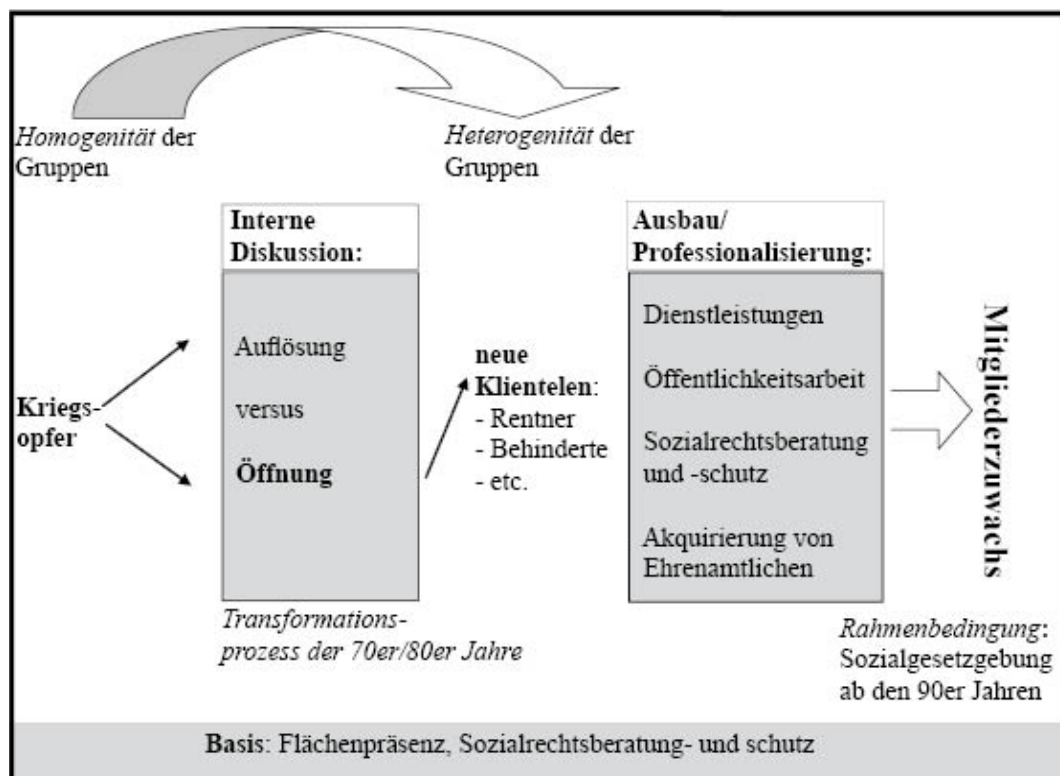 Homogenität der
Gruppen
Heterogenität der
Gruppen
Kriegs-
opfer
Interne
Diskussion:
Auflösung
versus
Öffnung
Transformations-
prozess der 70er/80er Jahre
neue
Klientelen:
- Rentner
- Behinderte
- etc.
Ausbau/
Professionalisierung:
Dienstleistungen
Öffentlichkeitsarbeit
Sozialrechtsberatung
und -schutz
Akquirierung von
Ehrenamtlichen
Mitgliederzuwachs
Rahmenbedingung:
Sozialgesetzgebung
ab den 90er Jahren
Basis: Flächenpräsenz, Sozialrechtsberatung- und schutz